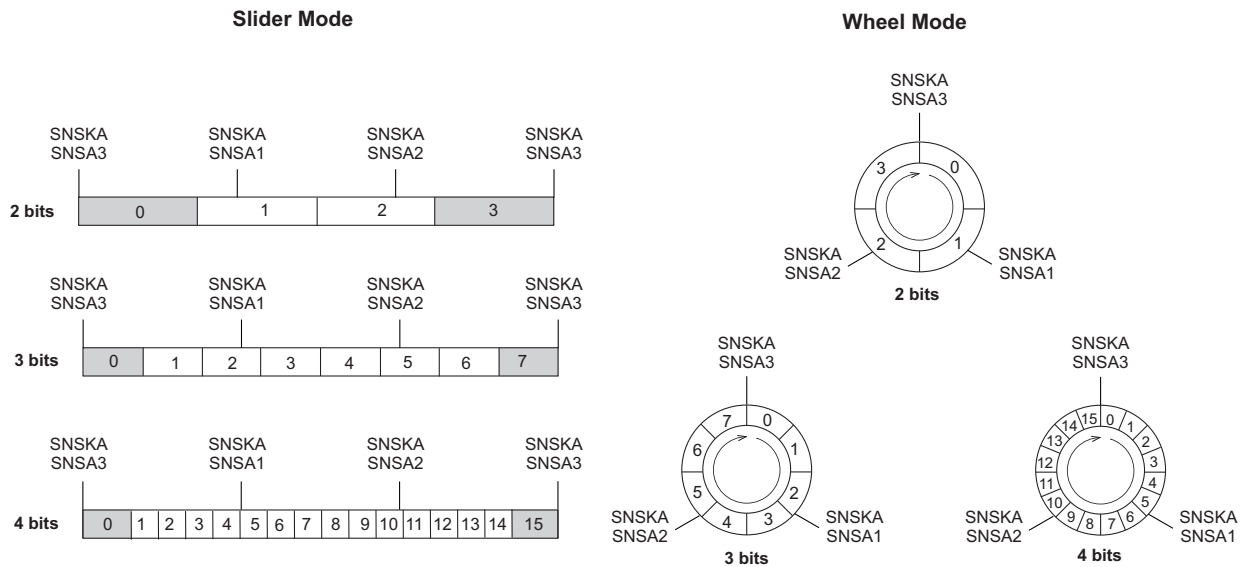 Slider Mode
SNSKA SNSKA SNSKA SNSKA
SNSA3 SNSA1 SNSA2 SNSA3
2 bits 0 1 2 3
SNSKA SNSKA SNSKA SNSKA
SNSA3 SNSA1 SNSA2 SNSA3
3 bits 0 1 2 3 4 5 6 7
SNSKA SNSKA SNSKA SNSKA
SNSA3 SNSA1 SNSA2 SNSA3
4 bits 0 1 2 3 4 5 6 7 8 9 10 11 12 13 14 15
Wheel Mode
SNSKA
SNSA3
3 0
2 1
SNSKA SNSKA
SNSA2 SNSA1
2 bits
SNSKA
SNSA3
7 0
6 1
5 2
4 3
SNSKA SNSKA
SNSA2 SNSA1
3 bits
SNSKA
SNSA3
15 0
14 1
13 2
12 3
11 4
10 5
9 6
8 7
SNSKA SNSKA
SNSA2 SNSA1
4 bits